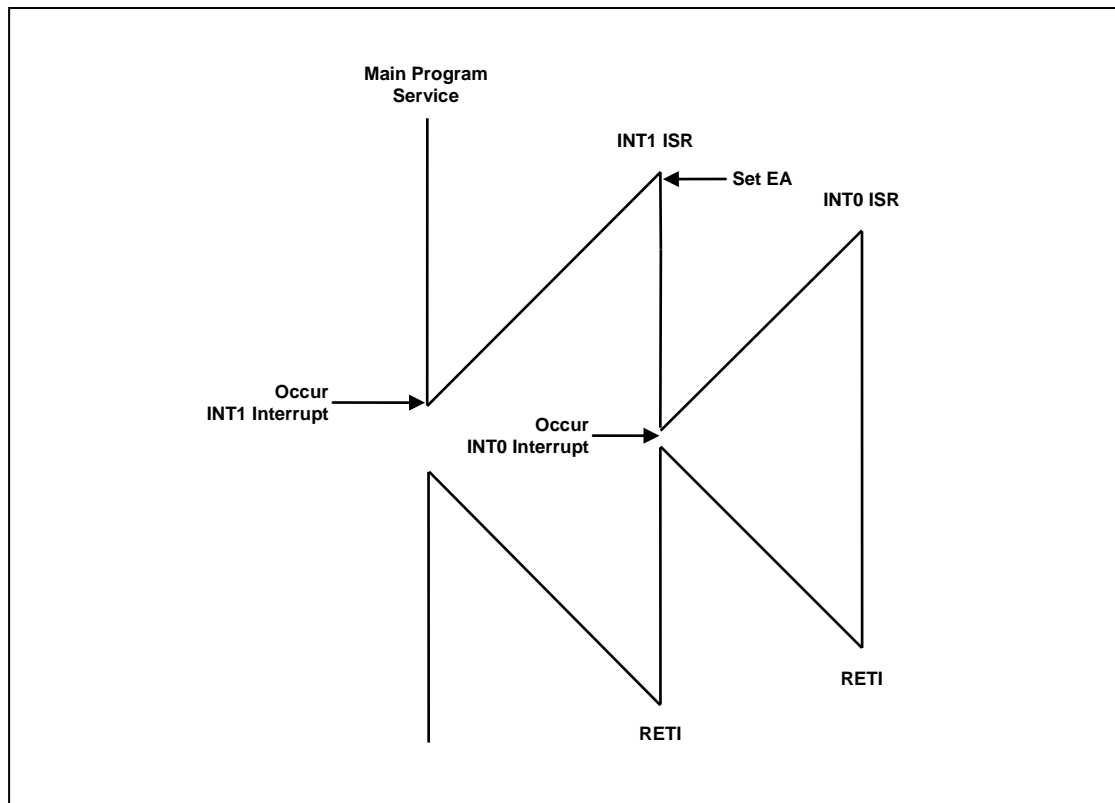 Main Program
Service
INT1 ISR
Set EA
INT0 ISR
Occur
INT1 Interrupt
Occur
INT0 Interrupt
RETI
RETI